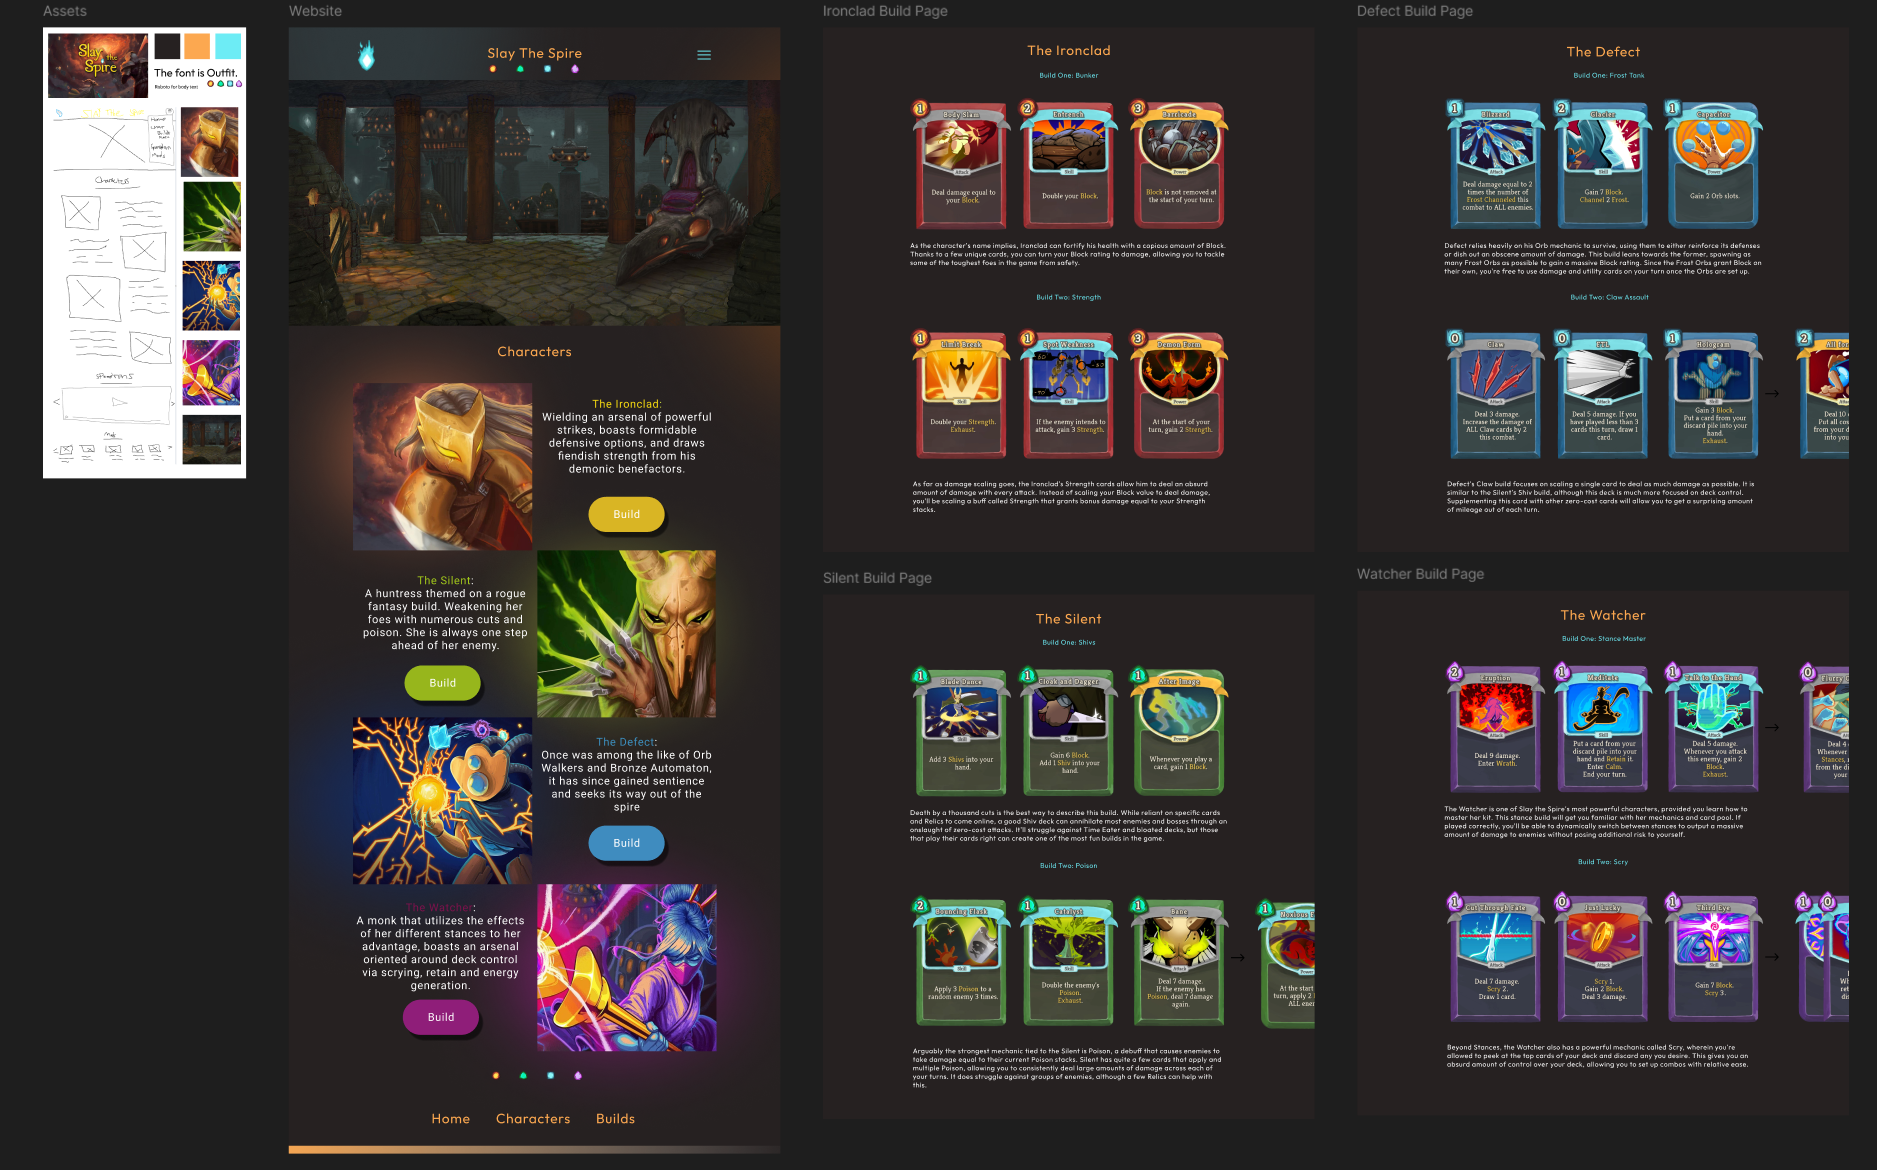 Assets
Slay
the
Spire
The font is Outfit.
Roboto for body text
Characters
Website
Slay The Spire
Characters
The Ironclad:
Wielding an arsenal of powerful
strikes, boasts formidable
defensive options, and draws
fiendish strength from his
demonic benefactors.
Build
The Silent:
A huntress themed on a rogue
fantasy build. Weakening her
foes with numerous cuts and
poison. She is always one step
ahead of her enemy.
Build
The Defect:
Once was among the like of Orb
Walkers and Bronze Automaton,
it has since gained sentience
and seeks its way out of the
spire
Build
The Watcher:
A monk that utilizes the effects
of her different stances to her
advantage, boasts an arsenal
oriented around deck control
via scrying, retain and energy
generation.
Build
Home Characters Builds
Ironclad Build Page
The Ironclad
Build One: Bunker
1
Body Slam
Attack
Deal damage equal to
your Block.
2
Entrench
Skill
Double your Block.
3
Barricade
Power
Block is not removed at
the start of your turn.
As the character's name implies, Ironclad can fortify his health with a copious amount of Block.
Thanks to a few unique cards, you can turn your Block rating to damage, allowing you to tackle
some of the toughest foes in the game from safety.
Build Two: Strength
1
Limit Break
Skill
Double your Strength.
Exhaust.
1
Spot Weakness
Skill
If the enemy intends to
attack, gain 3 Strength.
3
Demon Form
Power
At the start of your
turn, gain 2 Strength.
As far as damage scaling goes, the Ironclad's Strength cards allow him to deal an absurd
amount of damage with every attack. Instead of scaling your Block value to deal damage,
you'll be scaling a buff called Strength that grants bonus damage equal to your Strength
stacks.
Defect Build Page
The Defect
Build One: Frost Tank
1
Blizzard
Attack
Deal damage equal to 2
times the number of
Frost Channeled this
combat to ALL enemies.
2
Glacier
Skill
Gain 7 Block.
Channel 2 Frost.
1
Capacitor
Power
Gain 2 Orb slots.
Defect relies heavily on his Orb mechanic to survive, using them to either reinforce its defenses
or dish out an obscene amount of damage. This build leans towards the former, spawning as
many Frost Orbs as possible to gain a massive Block rating. Since the Frost Orbs grant Block on
their own, you're free to use damage and utility cards on your turn once the Orbs are set up.
Build Two: Claw Assault
0
Claw
Attack
Deal 3 damage.
Increase the damage of
ALL Claw cards by 2
this combat.
0
FTL
Attack
Deal 5 damage. If you
have played less than 3
cards this turn, draw 1
card.
1
Hologram
Skill
Gain 3 Block.
Put a card from your
discard pile into your
hand.
Exhaust.
→
2
All for
Atta
Deal 10
Put all cos
from your d
into you
Defect's Claw build focuses on scaling a single card to deal as much damage as possible. It is
similar to the Silent's Shiv build, although this deck is much more focused on deck control.
Supplementing this card with other zero-cost cards will allow you to get a surprising amount
of mileage out of each turn.
Silent Build Page
The Silent
Build One: Shivs
1
Blade Dance
Skill
Add 3 Shivs into your
hand.
1
Cloak and Dagger
Skill
Gain 6 Block.
Add 1 Shiv into your
hand.
1
After Image
Power
Whenever you play a
card, gain 1 Block.
Death by a thousand cuts is the best way to describe this build. While reliant on specific cards
and Relics to come online, a good Shiv deck can annihilate most enemies and bosses through an
onslaught of zero-cost attacks. It'll struggle against Time Eater and bloated decks, but those
that play their cards right can create one of the most fun builds in the game.
Build Two: Poison
2
Bouncing Flask
Skill
Apply 3 Poison to a
random enemy 3 times.
1
Catalyst
Skill
Double the enemy's
Poison.
Exhaust.
1
Bane
Attack
Deal 7 damage.
If the enemy has
Poison, deal 7 damage
again.
→
1
Noxious F
Power
At the start
turn, apply 2
ALL ener
Arguably the strongest mechanic tied to the Silent is Poison, a debuff that causes enemies to
take damage equal to their current Poison stacks. Silent has quite a few cards that apply and
multiple Poison, allowing you to consistently deal large amounts of damage across each of
your turns. It does struggle against groups of enemies, although a few Relics can help with
this.
Watcher Build Page
The Watcher
Build One: Stance Master
2
Eruption
Attack
Deal 9 damage.
Enter Wrath.
1
Meditate
Skill
Put a card from your
discard pile into your
hand and Retain it.
Enter Calm.
End your turn.
1
Talk to the Hand
Attack
Deal 5 damage.
Whenever you attack
this enemy, gain 2
Block.
Exhaust.
→
0
Flurry
Deal 4
Whenever
Stances,
from the di
your
The Watcher is one of Slay the Spire's most powerful characters, provided you learn how to
master her kit. This stance build will get you familiar with her mechanics and card pool. If
played correctly, you'll be able to dynamically switch between stances to output a massive
amount of damage to enemies without posing additional risk to yourself.
Build Two: Scry
1
Cut Through Fate
Attack
Deal 7 damage.
Scry 2.
Draw 1 card.
0
Just Lucky
Attack
Scry 1.
Gain 2 Block.
Deal 3 damage.
1
Third Eye
Skill
Gain 7 Block.
Scry 3.
→
1
0
Beyond Stances, the Watcher also has a powerful mechanic called Scry, wherein you're
allowed to peek at the top cards of your deck and discard any you desire. This gives you an
absurd amount of control over your deck, allowing you to set up combos with relative ease.